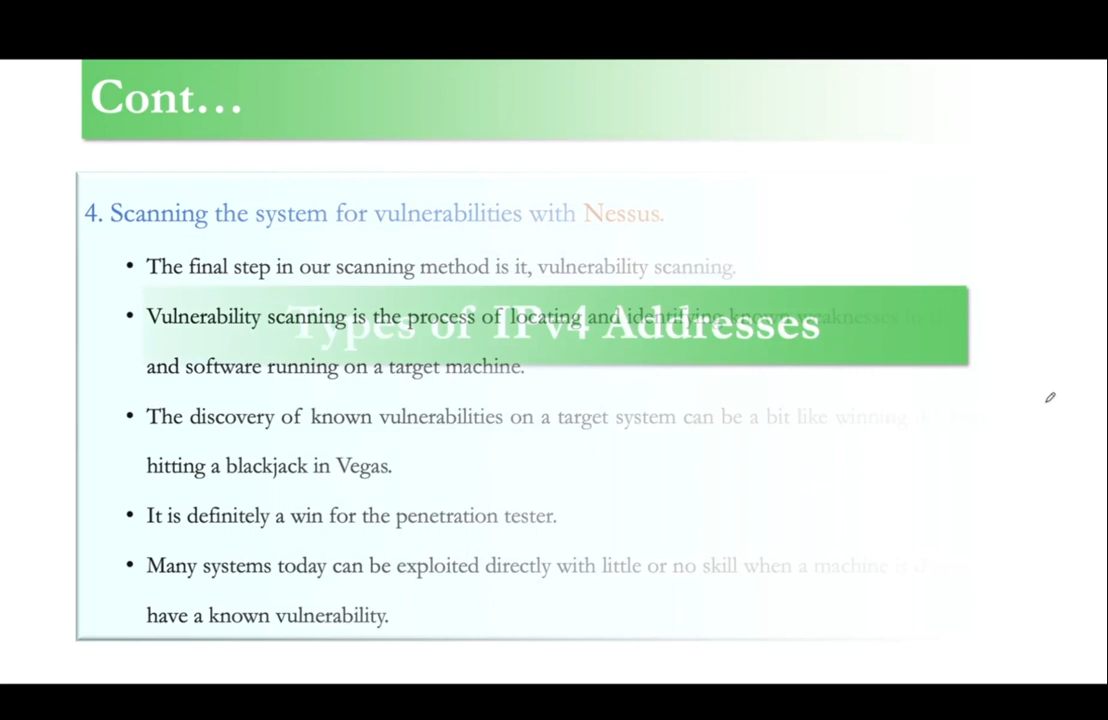 Cont...
4. Scanning the system for vulnerabilities with Nessus.
• The final step in our scanning method is it, vulnerability scanning.
• Vulnerability scanning is the process of locating and identifying known weaknesses in
Types of IPv4 Addresses
and software running on a target machine.
• The discovery of known vulnerabilities on a target system can be a bit like winning
hitting a blackjack in Vegas.
• It is definitely a win for the penetration tester.
• Many systems today can be exploited directly with little or no skill when a machine is
have a known vulnerability.